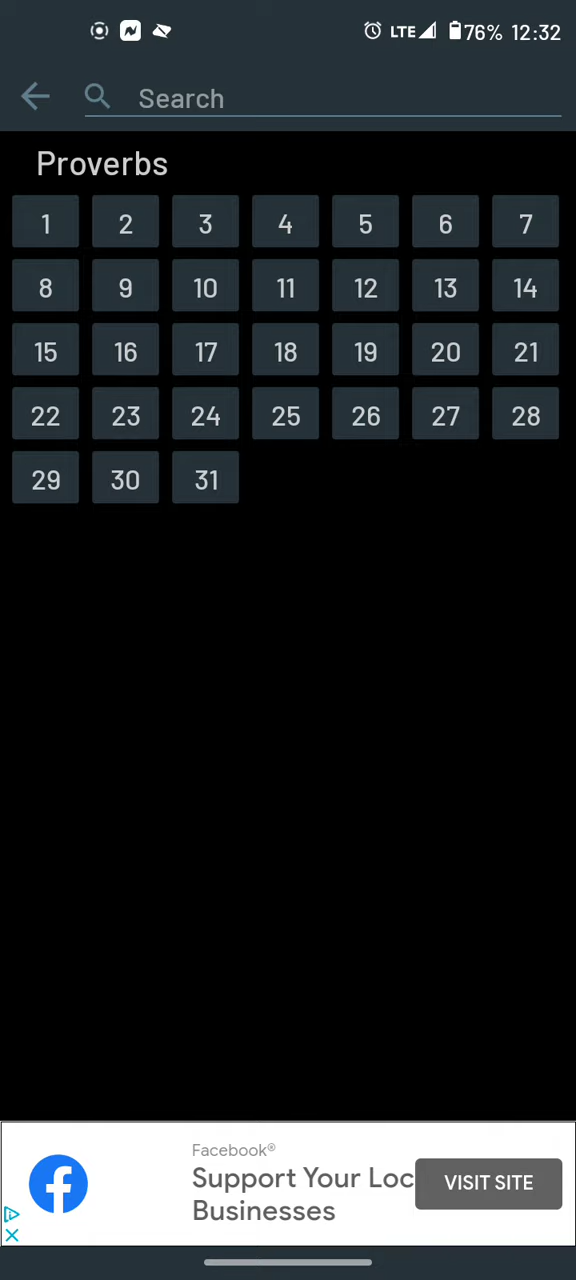 LTE 76% 12:32
Search
Proverbs
1 2 3 4 5 6 7
8 9 10 11 12 13 14
15 16 17 18 19 20 21
22 23 24 25 26 27 28
29 30 31
Facebook®
Support Your Loc
Businesses
VISIT SITE